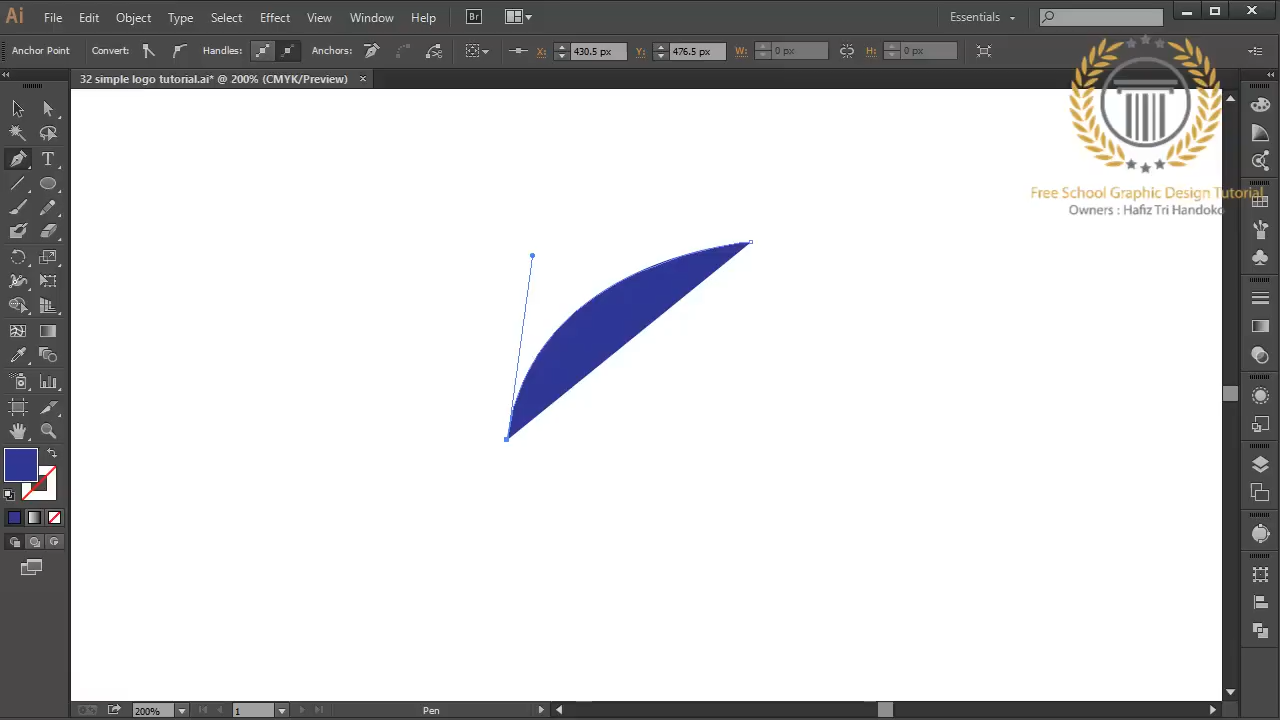 Ai File Edit Object Type Select Effect View Window Help Br Essentials
Anchor Point Convert: Handles: Anchors: X: 430.5 px Y: 476.5 px W: 0 px H: 0 px
32 simple logo tutorial.ai* @ 200% (CMYK/Preview)
T
Free School Graphic Design Tutorial
Owners : Hafiz Tri Handoko
200% 1 Pen